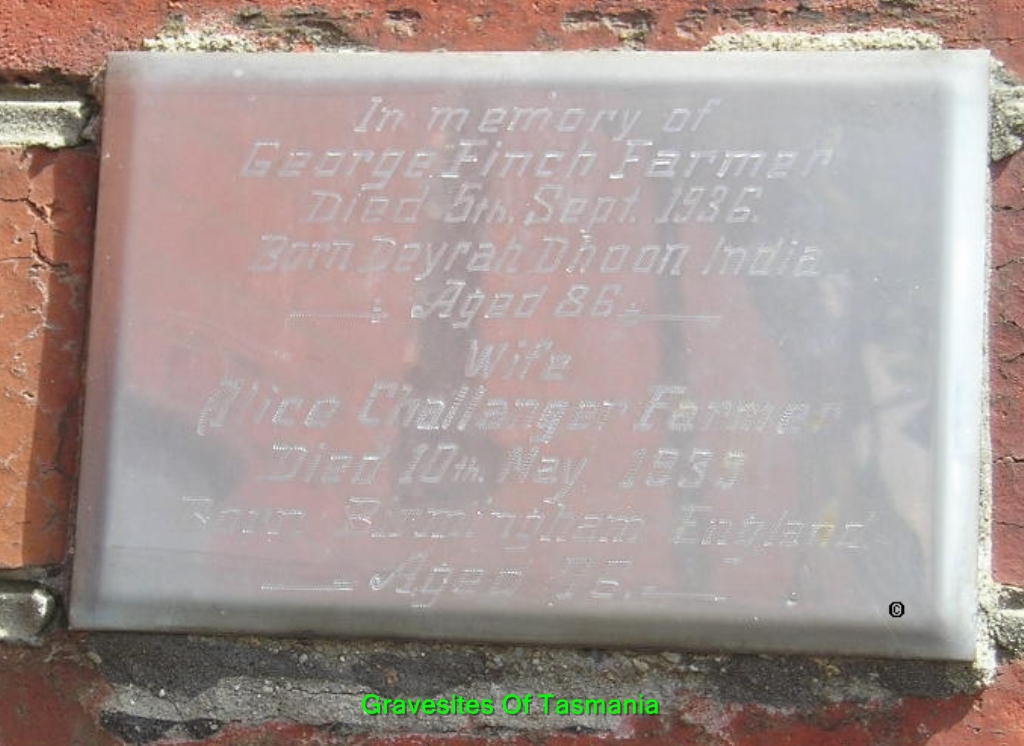 In memory of
George Finch Farmer
Died 5th. Sept. 1936.
Born Deyrah Dhoon India
Aged 86.
Wife
Alice Challanger Farmer
Died 10th. May. 1933
Born. Birmingham England
Aged
©
Gravesites Of Tasmania